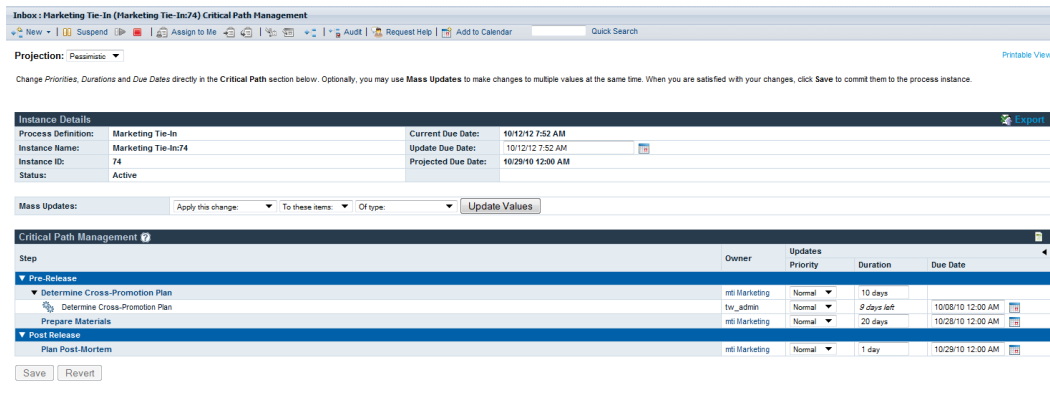 Inbox : Marketing Tie-In (Marketing Tie-In:74) Critical Path Management
New Suspend Assign to Me Audit Request Help Add to Calendar Quick Search
Projection: Pessimistic Printable View
Change Priorities, Durations and Due Dates directly in the Critical Path section below. Optionally, you may use Mass Updates to make changes to multiple values at the same time. When you are satisfied with your changes, click Save to commit them to the process instance.
Instance Details Export
Process Definition: Marketing Tie-In Current Due Date: 10/12/12 7:52 AM
Instance Name: Marketing Tie-In:74 Update Due Date: 10/12/12 7:52 AM
Instance ID: 74 Projected Due Date: 10/29/10 12:00 AM
Status: Active
Mass Updates: Apply this change: To these items: Of type: Update Values
Critical Path Management ?
Step Owner Updates
Priority Duration Due Date
Pre-Release
Determine Cross-Promotion Plan mti Marketing Normal 10 days
Determine Cross-Promotion Plan tw_admin Normal 9 days left 10/08/10 12:00 AM
Prepare Materials mti Marketing Normal 20 days 10/28/10 12:00 AM
Post Release
Plan Post-Mortem mti Marketing Normal 1 day 10/29/10 12:00 AM
Save Revert